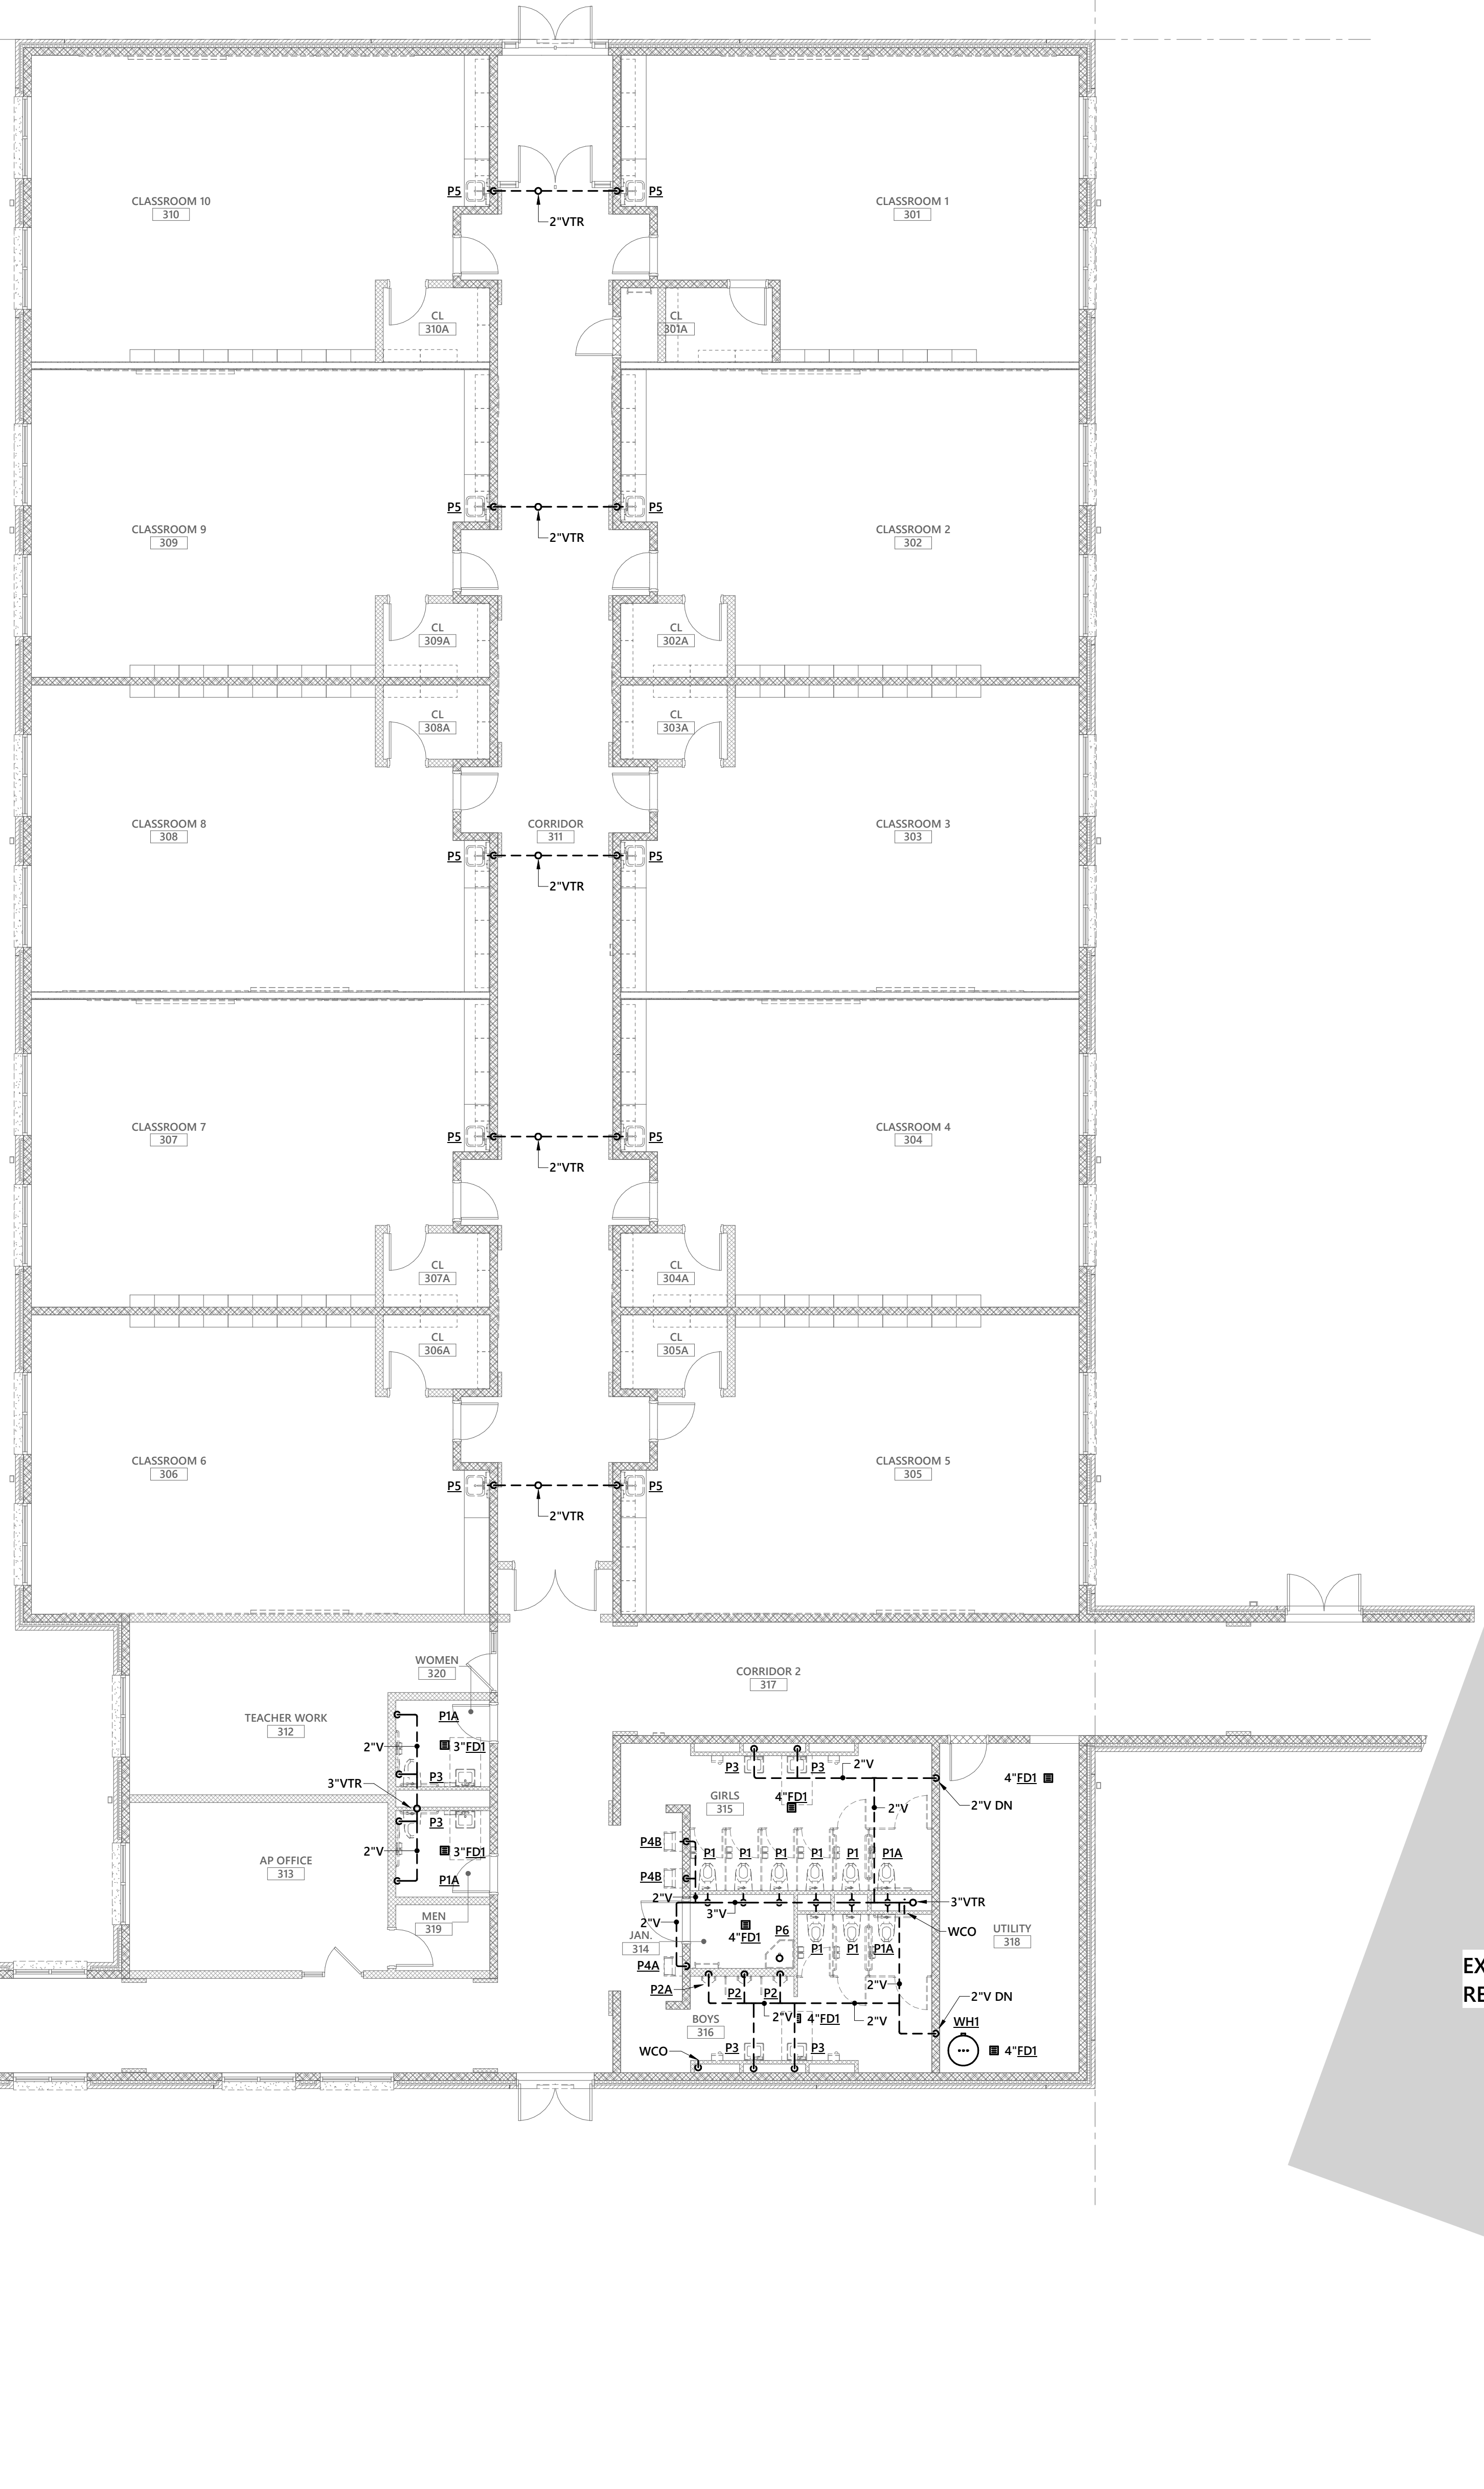 P5
P5
CLASSROOM 10
310
CLASSROOM 1
301
2"VTR
CL
310A
CL
301A
P5
P5
CLASSROOM 9
309
CLASSROOM 2
302
2"VTR
CL
309A
CL
302A
CL
308A
CL
303A
CLASSROOM 8
308
CORRIDOR
311
CLASSROOM 3
303
P5
P5
2"VTR
CLASSROOM 7
307
CLASSROOM 4
304
P5
P5
2"VTR
CL
307A
CL
304A
CL
306A
CL
305A
CLASSROOM 6
306
CLASSROOM 5
305
P5
P5
2"VTR
WOMEN
320
CORRIDOR 2
317
TEACHER WORK
312
P1A
2"V
3"FD1
P3
3"VTR
P3
2"V
3"FD1
AP OFFICE
313
P1A
MEN
319
P3
P3
2"V
4"FD1
2"V DN
GIRLS
315
4"FD1
2"V
P4B
P1
P1
P1
P1
P1
P1A
P4B
2"V
3"V
3"VTR
2"V
P6
4"FD1
JAN.
314
P1
P1
P1A
WCO
UTILITY
318
P4A
P2A
P2
P2
2"V
2"V DN
BOYS
316
2"V
4"FD1
2"V
WH1
WCO
P3
P3
4"FD1
EX
RE